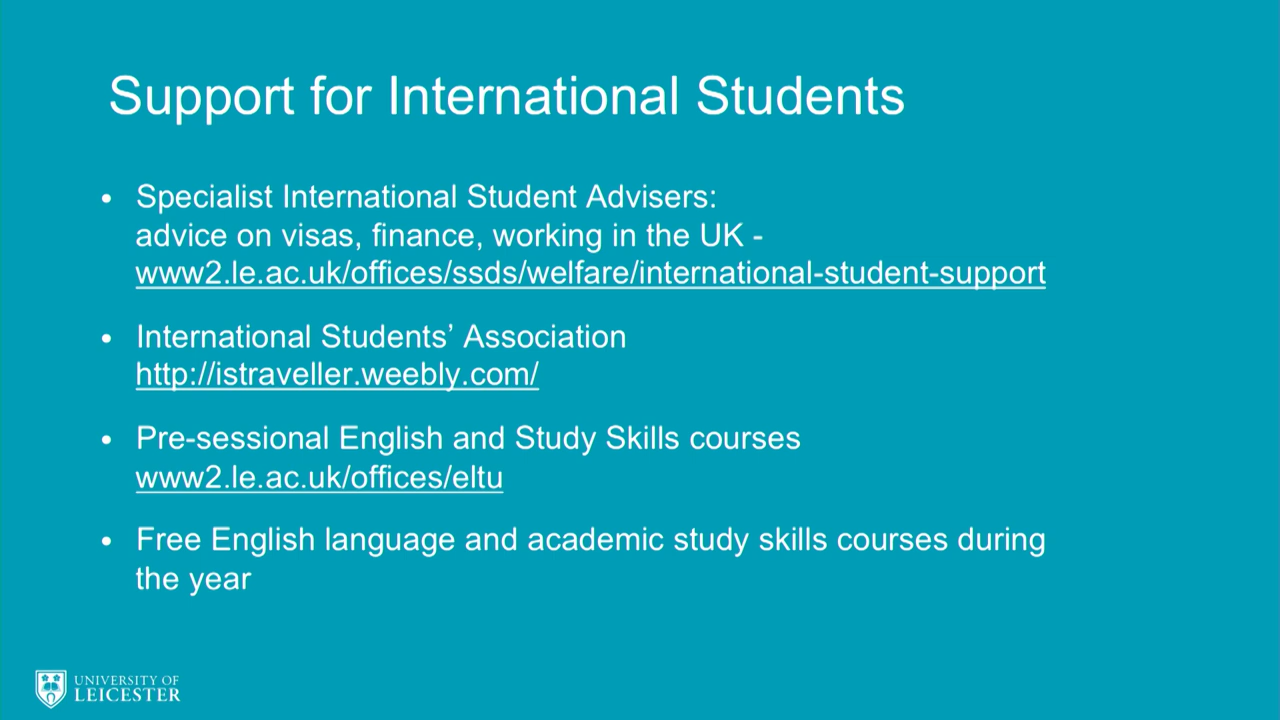 Support for International Students
• Specialist International Student Advisers:
advice on visas, finance, working in the UK -
www2.le.ac.uk/offices/ssds/welfare/international-student-support
• International Students’ Association
http://istraveller.weebly.com/
• Pre-sessional English and Study Skills courses
www2.le.ac.uk/offices/eltu
• Free English language and academic study skills courses during
the year
UNIVERSITY OF
LEICESTER